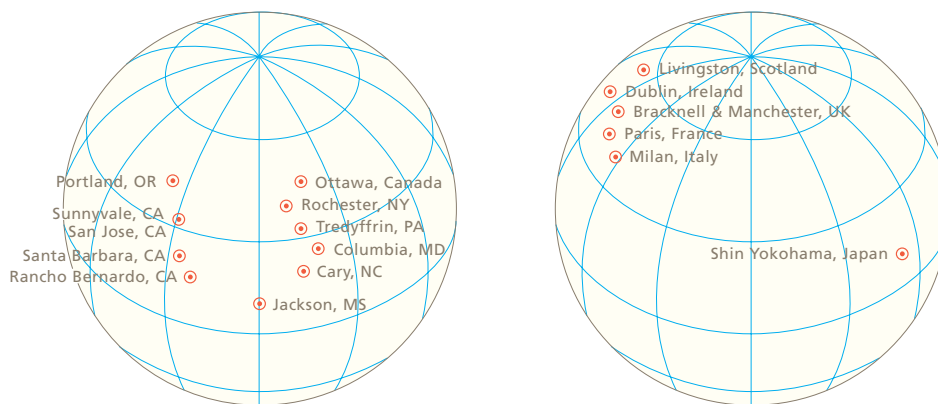 Portland, OR
Sunnyvale, CA
San Jose, CA
Santa Barbara, CA
Rancho Bernardo, CA
Ottawa, Canada
Rochester, NY
Tredyffrin, PA
Columbia, MD
Cary, NC
Jackson, MS
Livingston, Scotland
Dublin, Ireland
Bracknell & Manchester, UK
Paris, France
Milan, Italy
Shin Yokohama, Japan